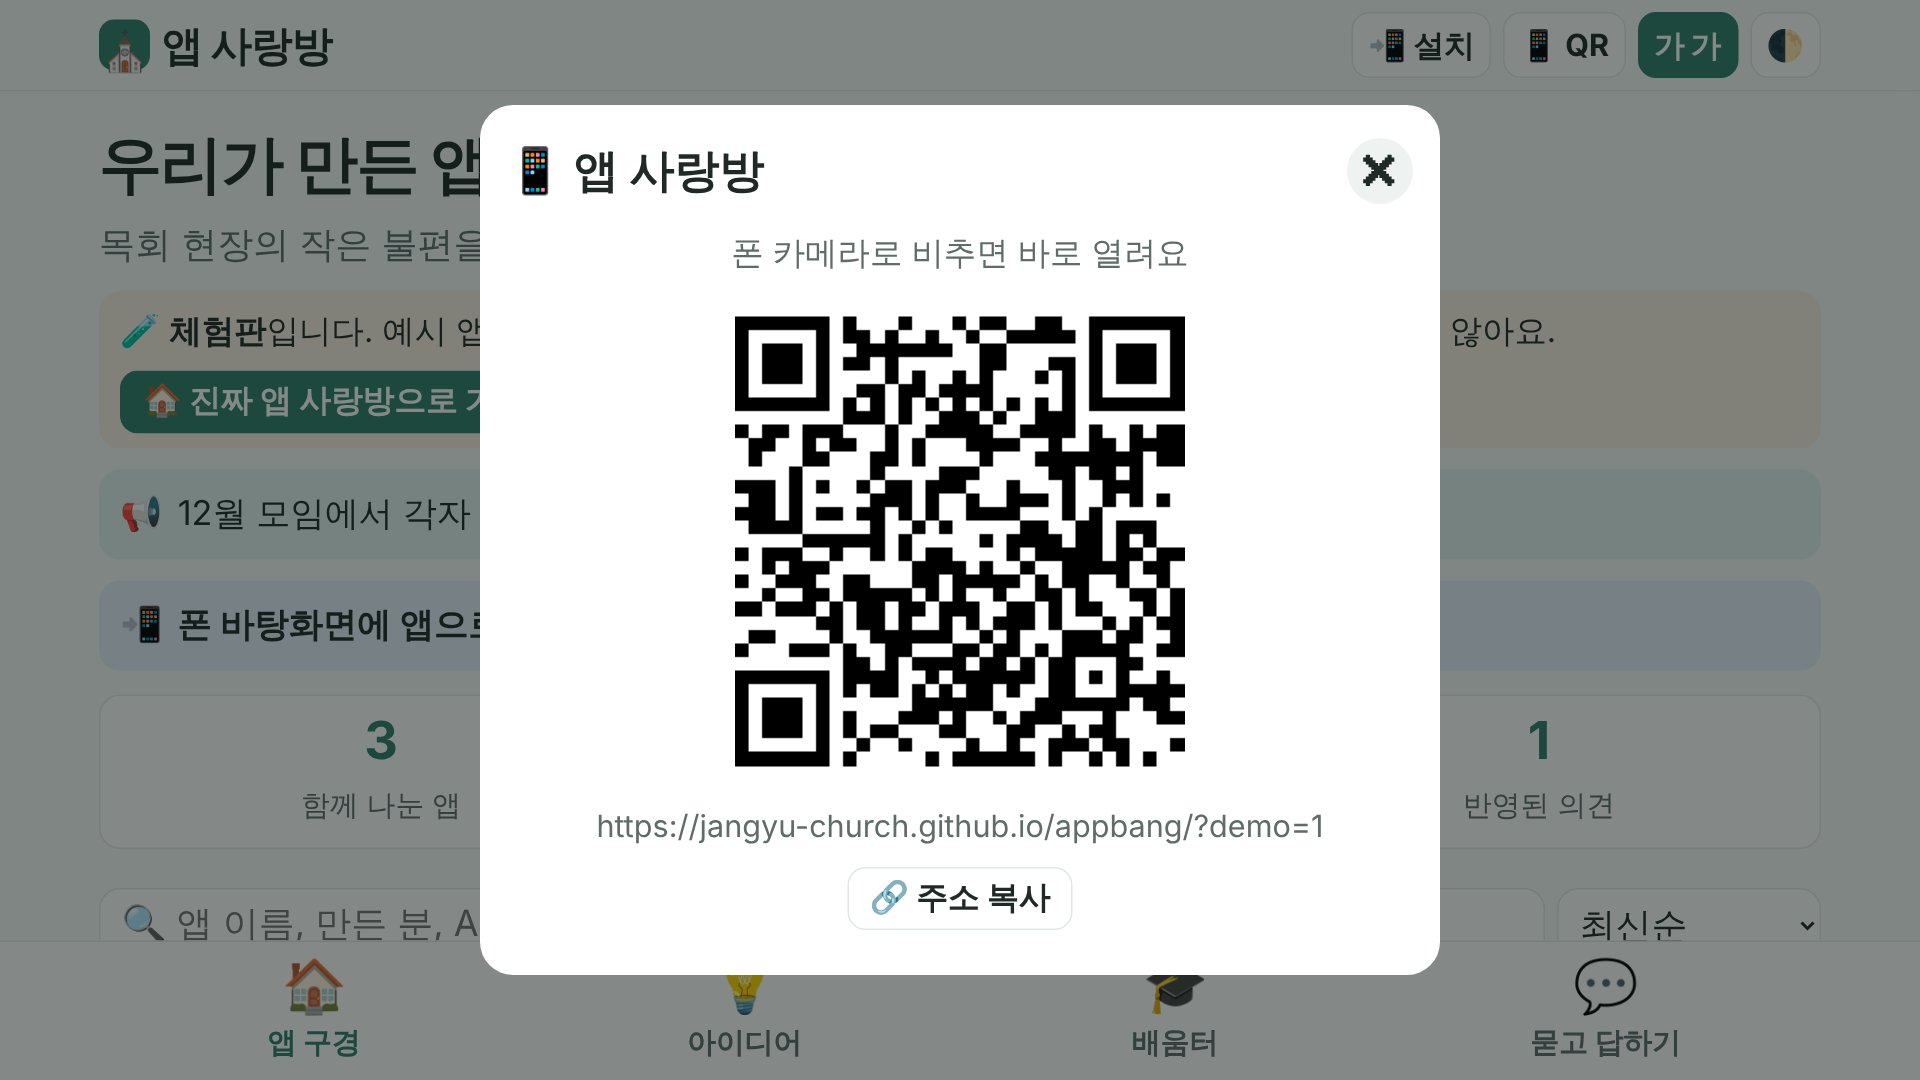 앱 사랑방
설치
QR
가 가
우리가 만든 앱
목회 현장의 작은 불편을
체험판입니다. 예시 앱
않아요.
진짜 앱 사랑방으로
12월 모임에서 각자
폰 바탕화면에 앱으로
3
함께 나눈 앱
1
반영된 의견
앱 이름, 만든 분, A
최신순
앱 사랑방
폰 카메라로 비추면 바로 열려요
https://jangyu-church.github.io/appbang/?demo=1
주소 복사
앱 구경
아이디어
배움터
묻고 답하기